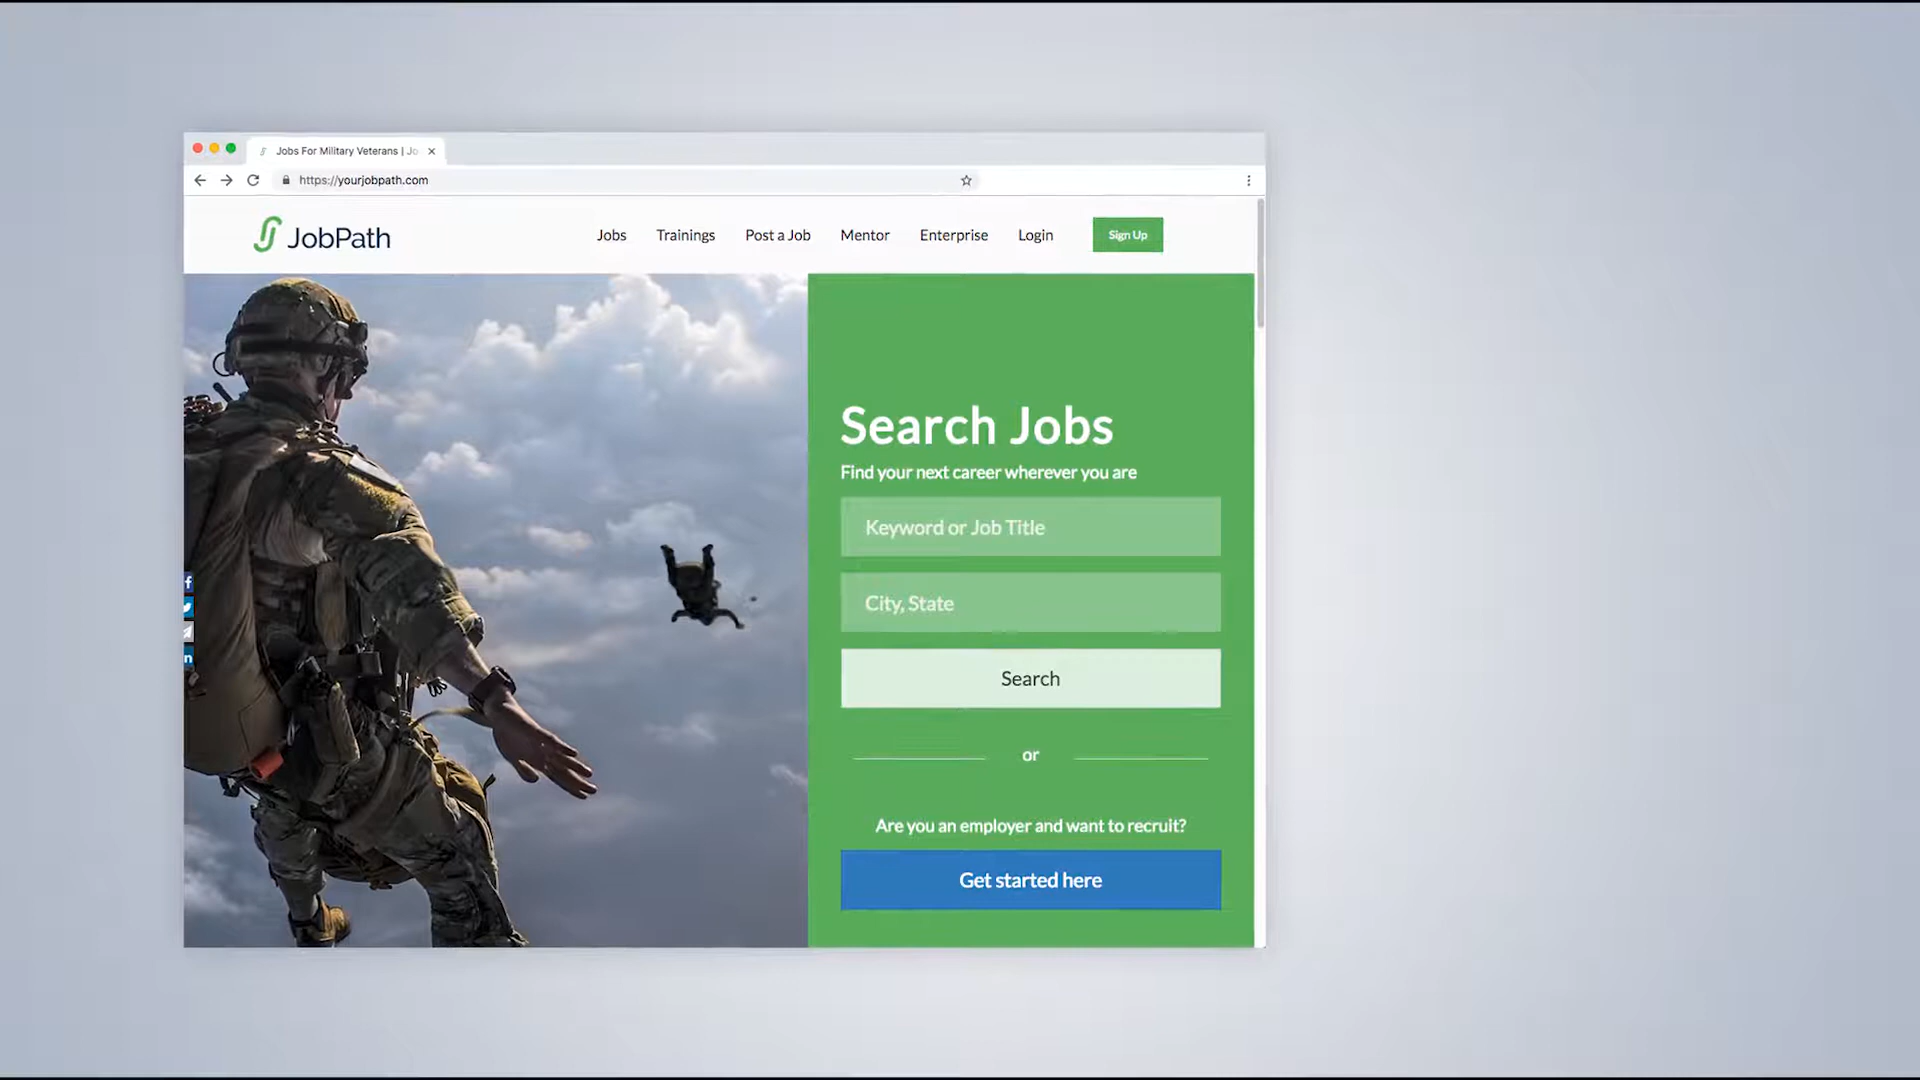 Jobs For Military Veterans | Jo
https://yourjobpath.com
JobPath
Jobs Trainings Post a Job Mentor Enterprise Login Sign Up
Search Jobs
Find your next career wherever you are
Keyword or Job Title
City, State
Search
or
Are you an employer and want to recruit?
Get started here